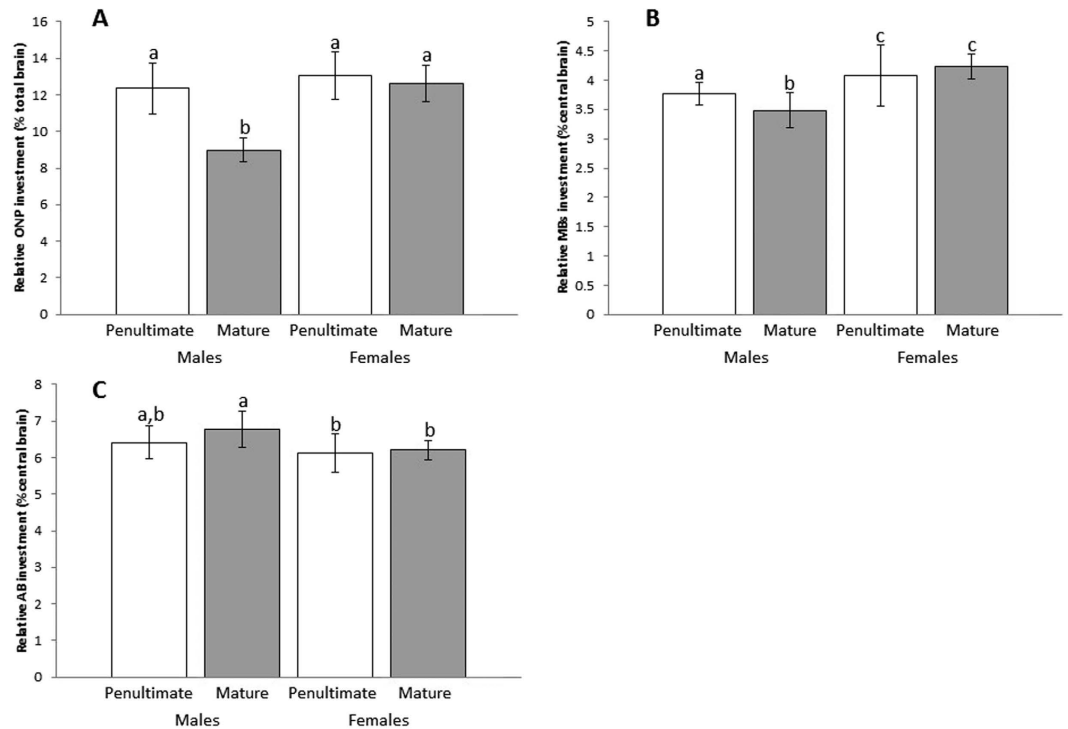 A
Relative ONP investment (% total brain)
16
14
12
10
8
6
4
2
0
a
b
a
a
Penultimate Mature Penultimate Mature
Males Females
B
Relative MBs investment (%central brain)
5
4.5
4
3.5
3
2.5
2
1.5
1
0.5
0
a
b
c
c
Penultimate Mature Penultimate Mature
Males Females
C
Relative AB investment (%central brain)
8
7
6
5
4
3
2
1
0
a,b
a
b
b
Penultimate Mature Penultimate Mature
Males Females